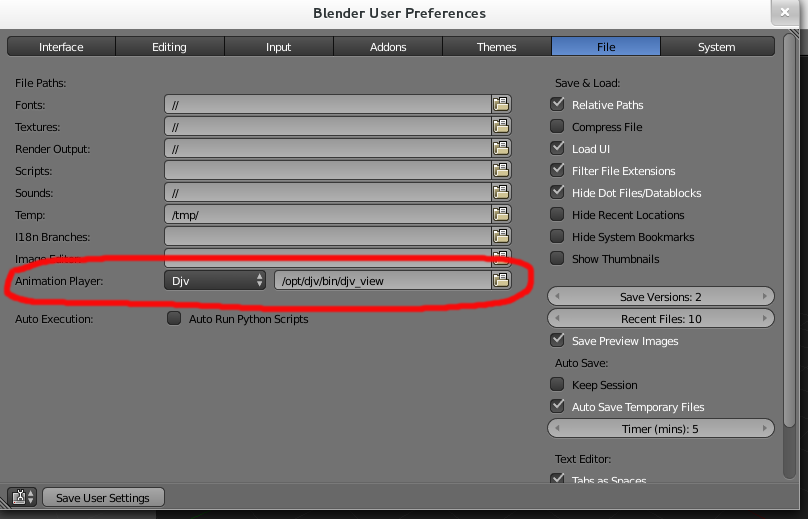 Blender User Preferences
Interface
Editing
Input
Addons
Themes
File
System
File Paths:
Fonts:
//
Textures:
//
Render Output:
//
Scripts:
Sounds:
//
Temp:
/tmp/
I18n Branches:
Image Editor:
Animation Player:
Djv
/opt/djv/bin/djv_view
Auto Execution:
Auto Run Python Scripts
Save & Load:
Relative Paths
Compress File
Load UI
Filter File Extensions
Hide Dot Files/Datablocks
Hide Recent Locations
Hide System Bookmarks
Show Thumbnails
Save Versions: 2
Recent Files: 10
Save Preview Images
Auto Save:
Keep Session
Auto Save Temporary Files
Timer (mins): 5
Text Editor:
Tabs as Spaces
Save User Settings